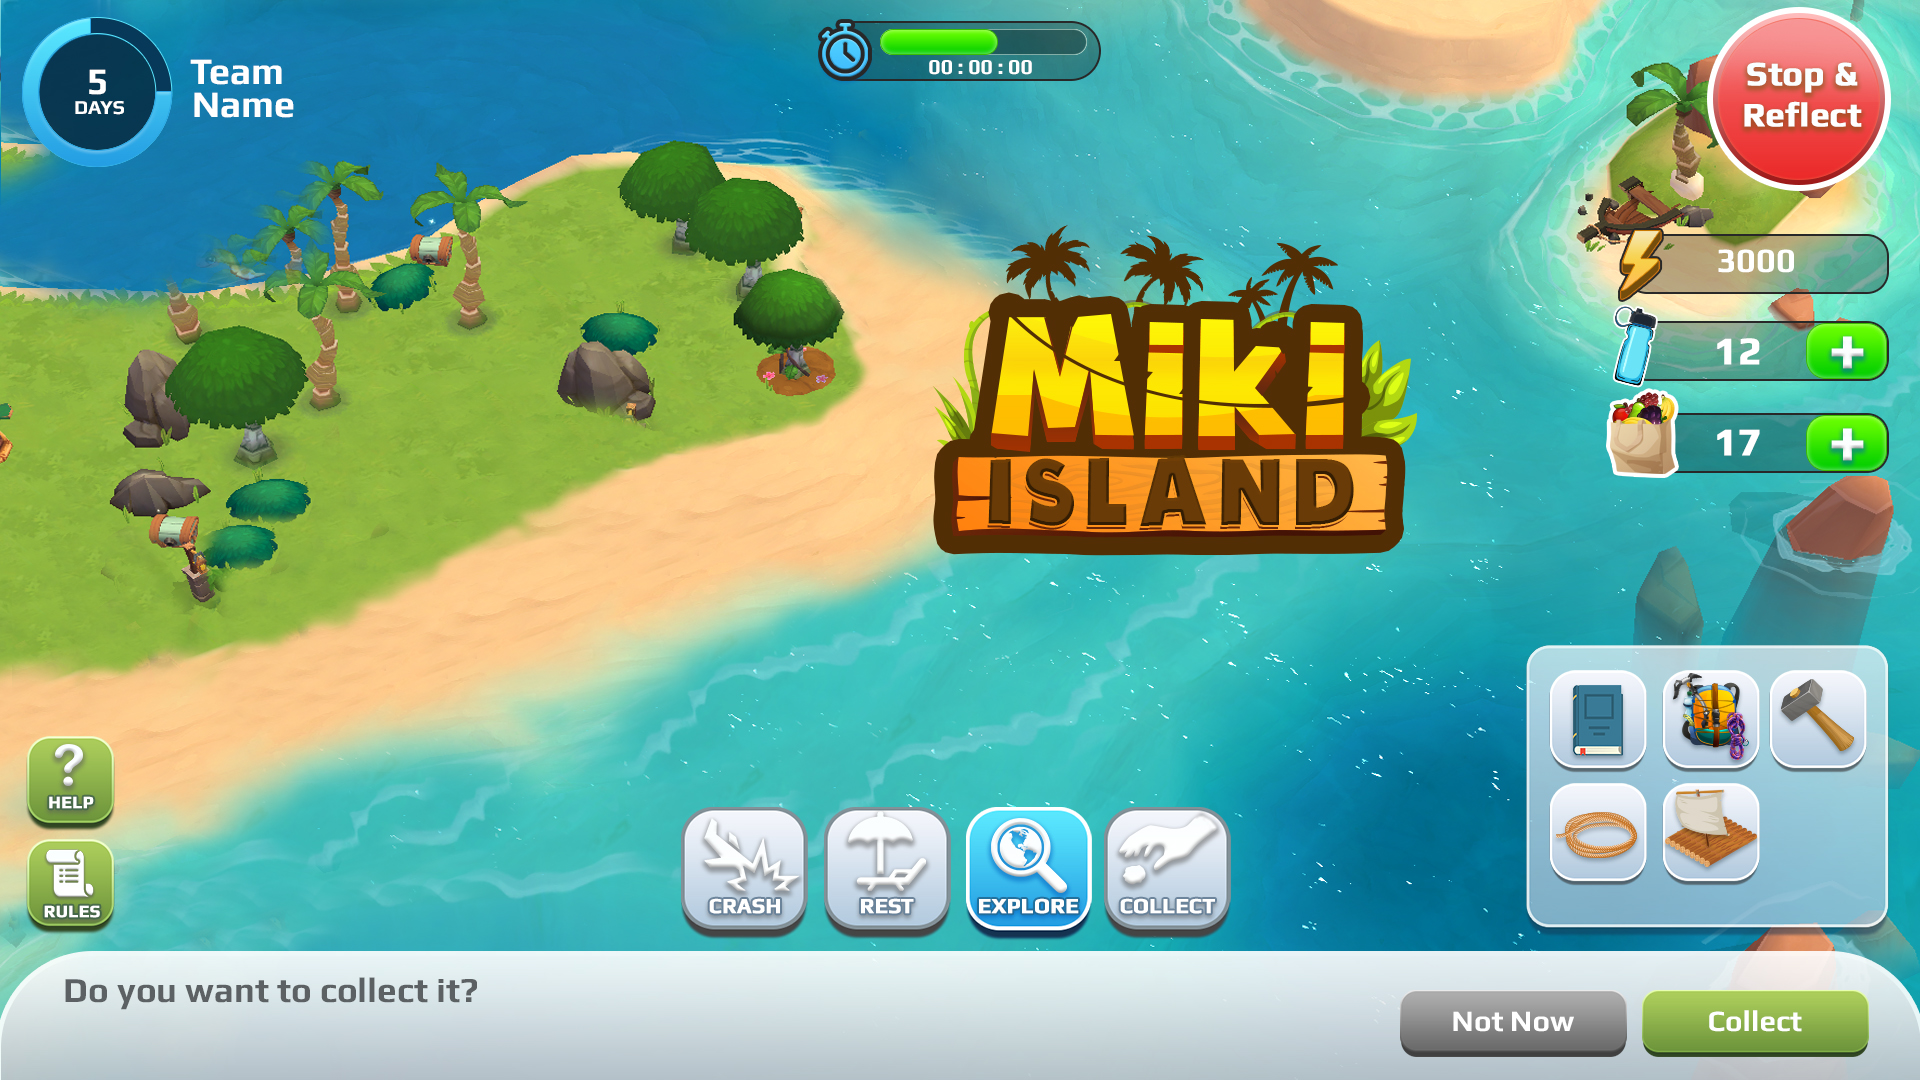 5
DAYS
Team
Name
00:00:00
Stop &
Reflect
3000
12
17
Miki
ISLAND
HELP
RULES
CRASH
REST
EXPLORE
COLLECT
Do you want to collect it?
Not Now
Collect